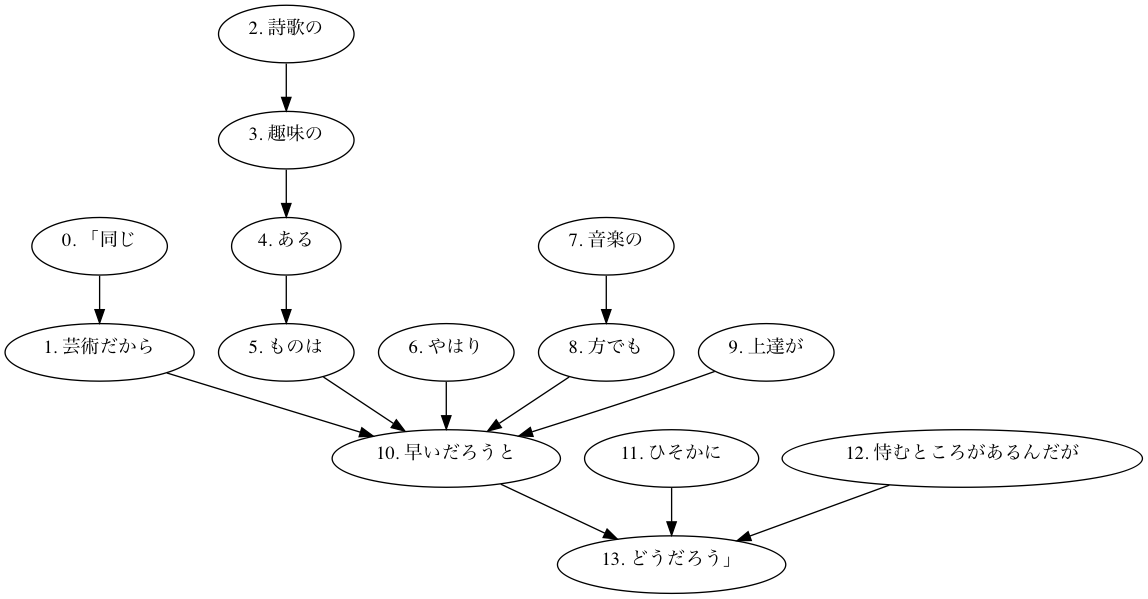 2. 詩歌の
3. 趣味の
0. 「同じ
4. ある
7. 音楽の
1. 芸術だから
5. ものは
6. やはり
8. 方でも
9. 上達が
10. 早いだろうと
11. ひそかに
12. 恃むところがあるんだが
13. どうだろう」